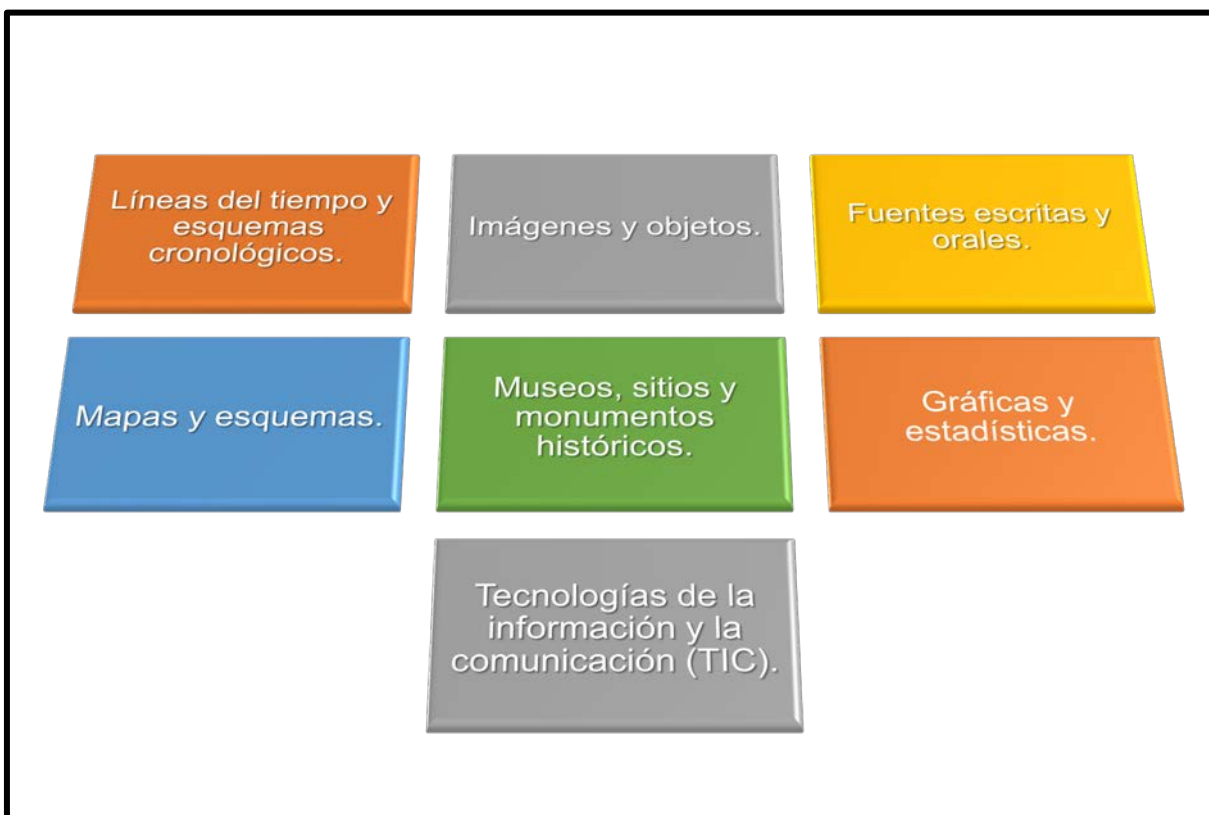 Líneas del tiempo y
esquemas
cronológicos.
Imágenes y objetos.
Fuentes escritas y
orales.
Mapas y esquemas.
Museos, sitios y
monumentos
históricos.
Gráficas y
estadísticas.
Tecnologías de la
información y la
comunicación (TIC).